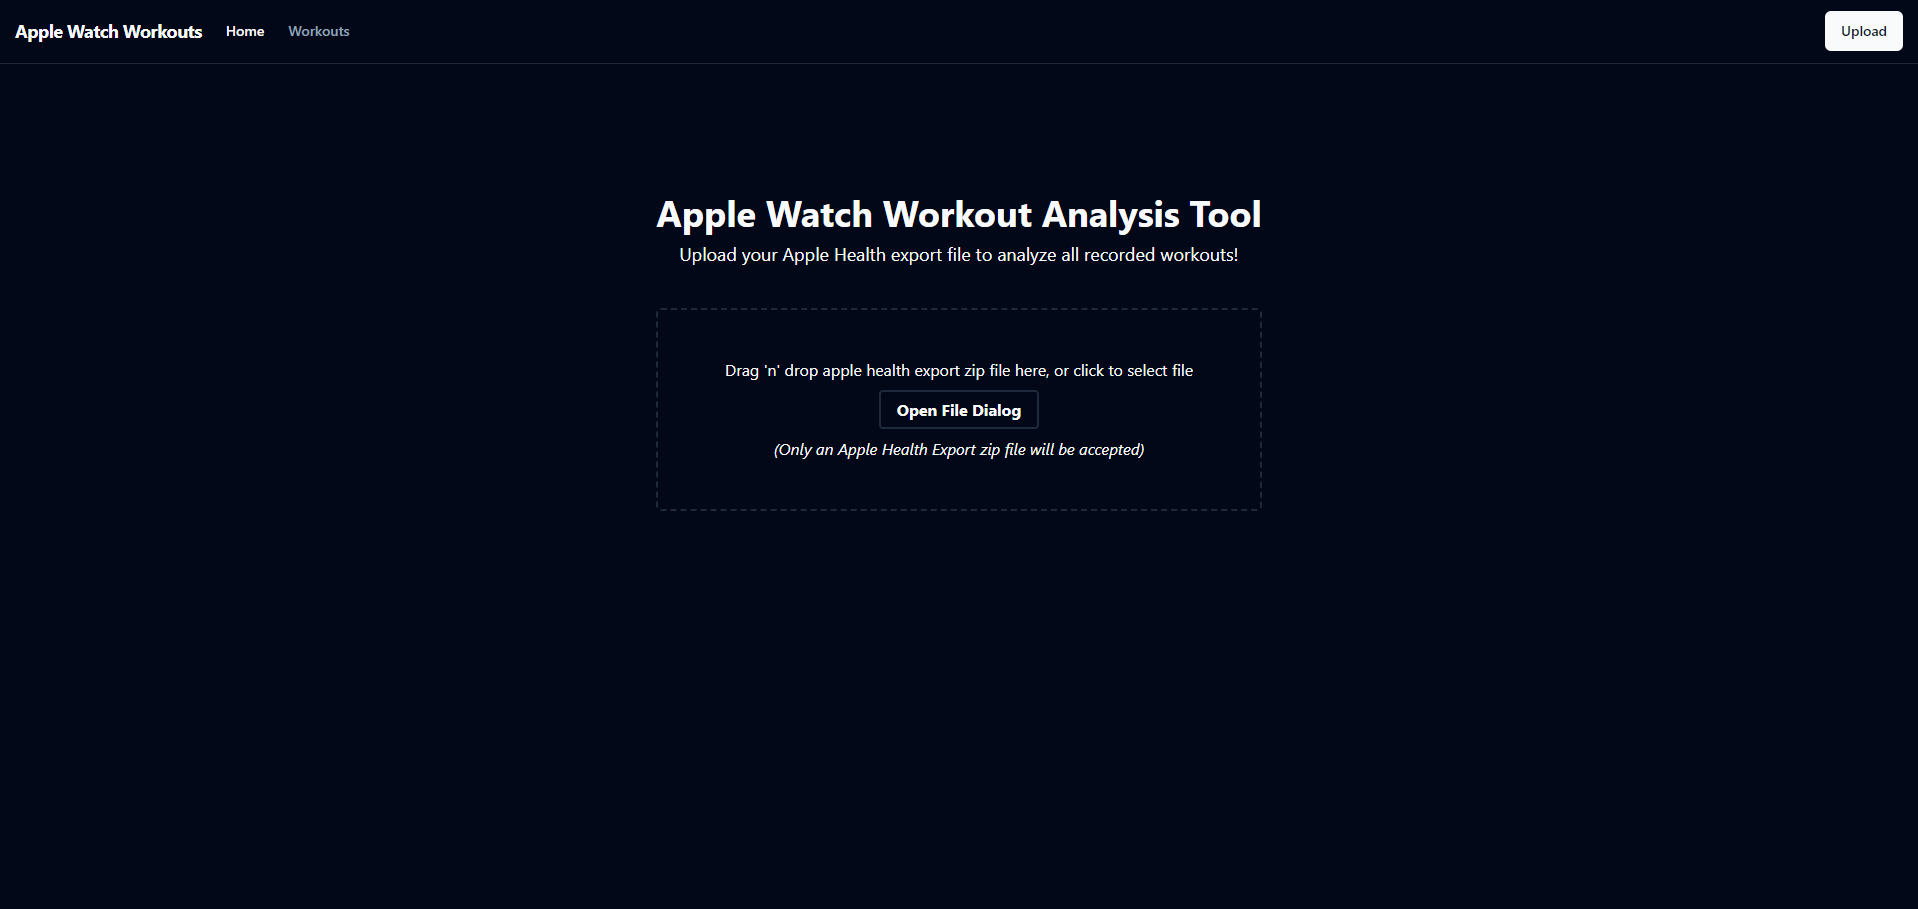 Apple Watch Workouts Home Workouts Upload
Apple Watch Workout Analysis Tool
Upload your Apple Health export file to analyze all recorded workouts!
Drag 'n' drop apple health export zip file here, or click to select file
Open File Dialog
(Only an Apple Health Export zip file will be accepted)